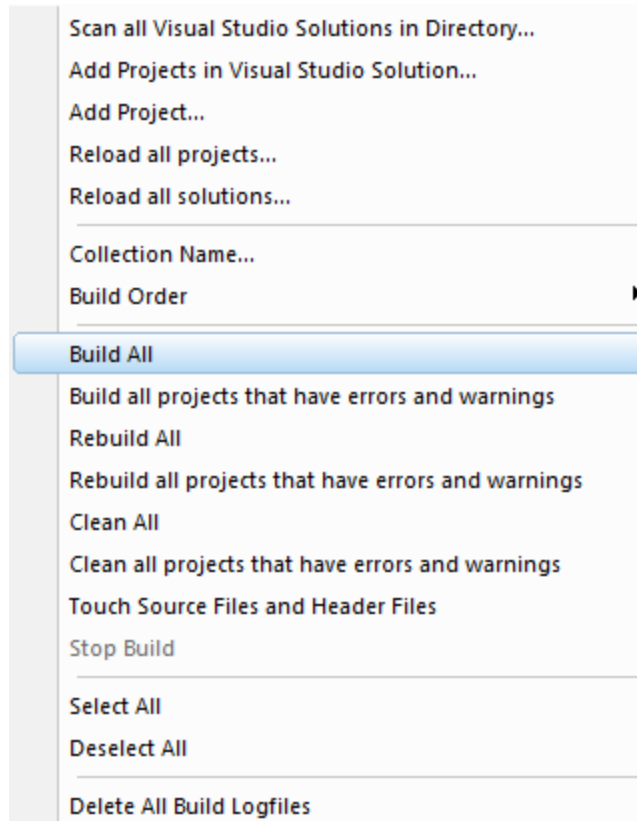 Scan all Visual Studio Solutions in Directory...
Add Projects in Visual Studio Solution...
Add Project...
Reload all projects...
Reload all solutions...
Collection Name...
Build Order
Build All
Build all projects that have errors and warnings
Rebuild All
Rebuild all projects that have errors and warnings
Clean All
Clean all projects that have errors and warnings
Touch Source Files and Header Files
Stop Build
Select All
Deselect All
Delete All Build Logfiles